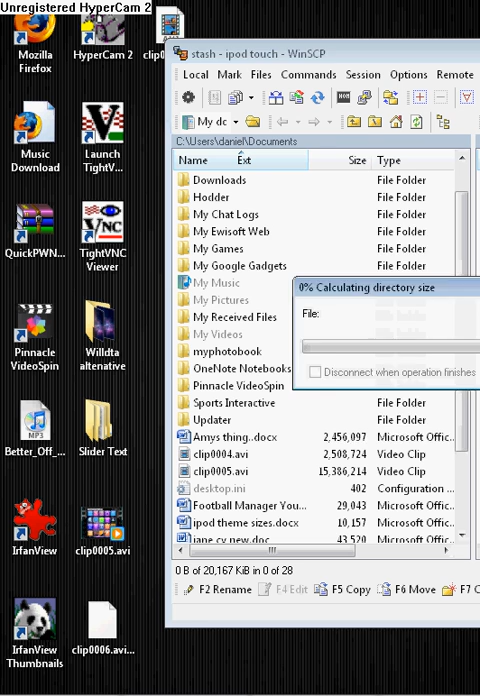 Unregistered HyperCam 2
Mozilla Firefox
HyperCam 2
Music Download
Launch TightV...
QuickPWN...
TightVNC Viewer
Pinnacle VideoSpin
Willdta altenative
Better_Off_...
Slider Text
IrfanView
clip0005.avi
IrfanView Thumbnails
clip0006.avi...
stash - ipod touch - WinSCP
Local Mark Files Commands Session Options Remote
My dc
C:\Users\daniel\Documents
Name Ext Size Type
Downloads File Folder
Hodder File Folder
My Chat Logs File Folder
My Ewisoft Web File Folder
My Games File Folder
My Google Gadgets File Folder
My Music
My Pictures
My Received Files
My Videos
myphotobook
OneNote Notebooks
Pinnacle VideoSpin
Sports Interactive File Folder
Updater File Folder
Amys thing..docx 2,456,097 Microsoft Offic...
clip0004.avi 2,508,724 Video Clip
clip0005.avi 15,386,214 Video Clip
desktop.ini 402 Configuration ...
Football Manager You... 29,043 Microsoft Offic...
ipod theme sizes.docx 10,157 Microsoft Offic...
jane cv new.doc 43,520 Microsoft Offic...
0 B of 20,167 KiB in 0 of 28
F2 Rename F4 Edit F5 Copy F6 Move F7 C
0% Calculating directory size
File:
Disconnect when operation finishes